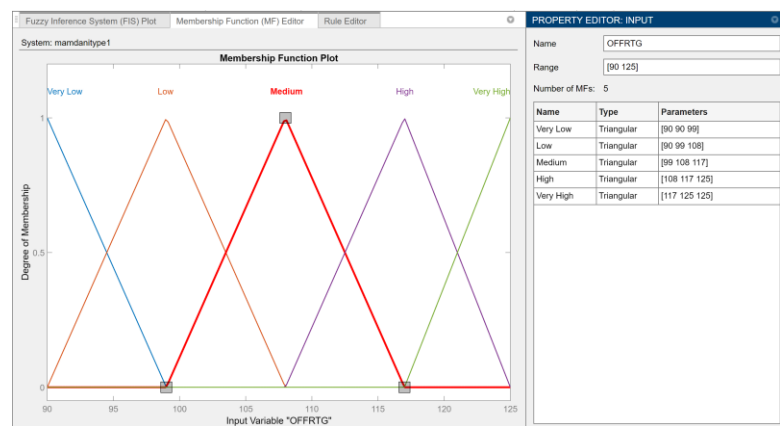 Fuzzy Inference System (FIS) Plot
Membership Function (MF) Editor
Rule Editor
System: mamdanitype1
Membership Function Plot
Very Low
Low
Medium
High
Very High
1
0.5
0
Degree of Membership
90
95
100
105
110
115
120
125
Input Variable "OFFRTG"
PROPERTY EDITOR: INPUT
Name OFFRTG
Range [90 125]
Number of MFs: 5
Name Type Parameters
Very Low Triangular [90 90 99]
Low Triangular [90 99 108]
Medium Triangular [99 108 117]
High Triangular [108 117 125]
Very High Triangular [117 125 125]